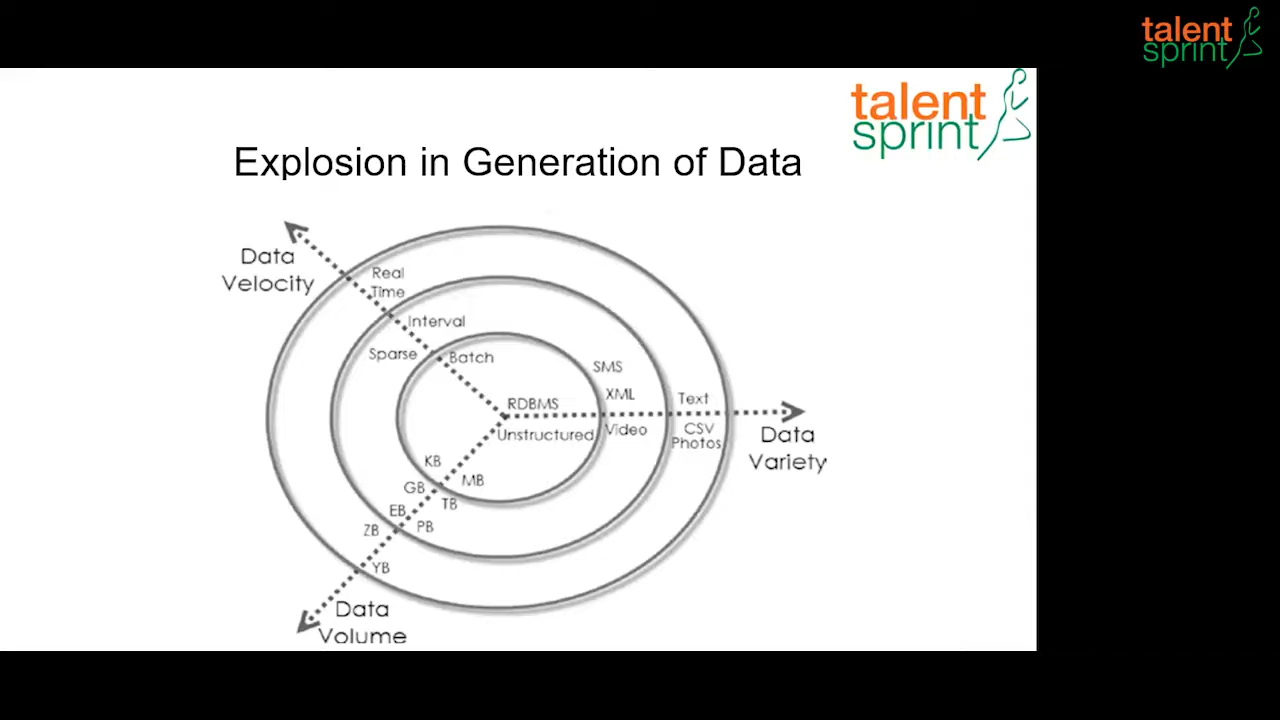 talent
sprint
talent
sprint
Explosion in Generation of Data
Data
Velocity
Real
Time
Interval
Sparse
Batch
SMS
XML
RDBMS
Text
Unstructured
Video
CSV
Photos
Data
Variety
KB
MB
GB
TB
EB
PB
ZB
YB
Data
Volume